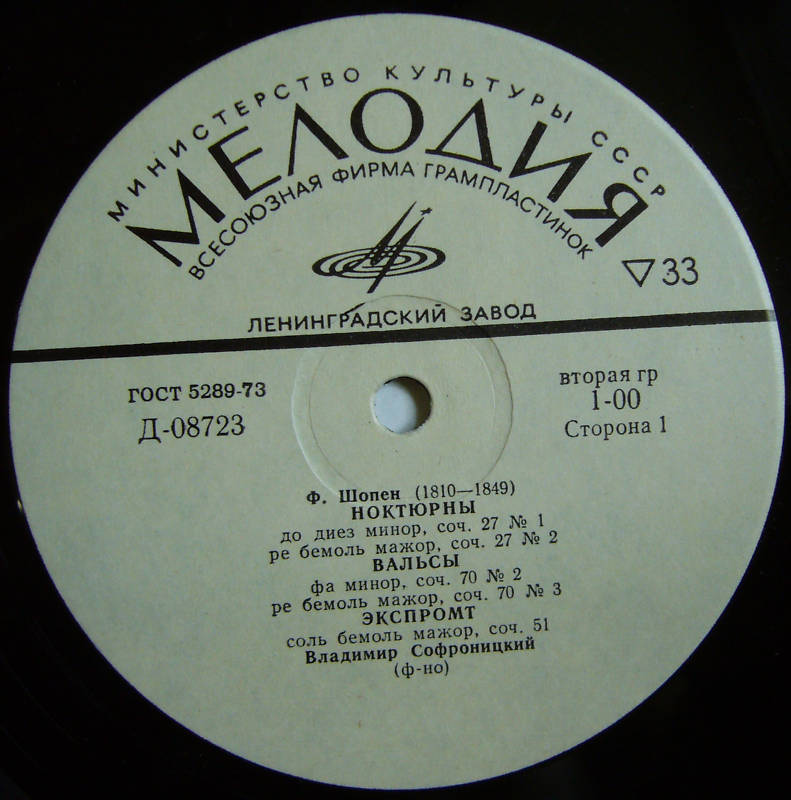 МИНИСТЕРСТВО КУЛЬТУРЫ СССР
МЕЛОДИЯ
ВСЕСОЮЗНАЯ ФИРМА ГРАМПЛАСТИНОК
▽33
ЛЕНИНГРАДСКИЙ ЗАВОД
ГОСТ 5289-73
Д-08723
вторая гр
1-00
Сторона 1
Ф. Шопен (1810—1849)
НОКТЮРНЫ
до диез минор, соч. 27 № 1
ре бемоль мажор, соч. 27 № 2
ВАЛЬСЫ
фа минор, соч. 70 № 2
ре бемоль мажор, соч. 70 № 3
ЭКСПРОМТ
соль бемоль мажор, соч. 51
Владимир Софроницкий
(ф-но)